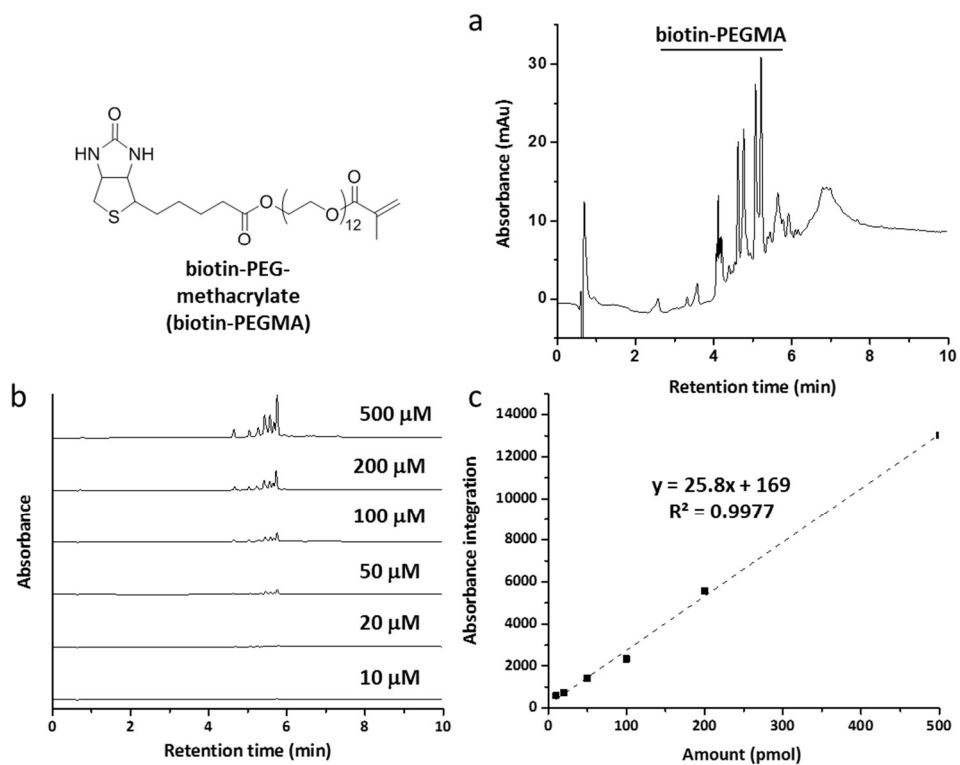 O
HN
NH
S
O
O
O
12
O
biotin-PEG-
methacrylate
(biotin-PEGMA)
a
biotin-PEGMA
30
20
10
0
Absorbance (mAu)
0 2 4 6 8 10
Retention time (min)
b
500 µM
200 µM
100 µM
50 µM
20 µM
10 µM
Absorbance
0 2 4 6 8 10
Retention time (min)
c
14000
12000
10000
8000
6000
4000
2000
0
Absorbance integration
y = 25.8x + 169
R² = 0.9977
0 100 200 300 400 500
Amount (pmol)